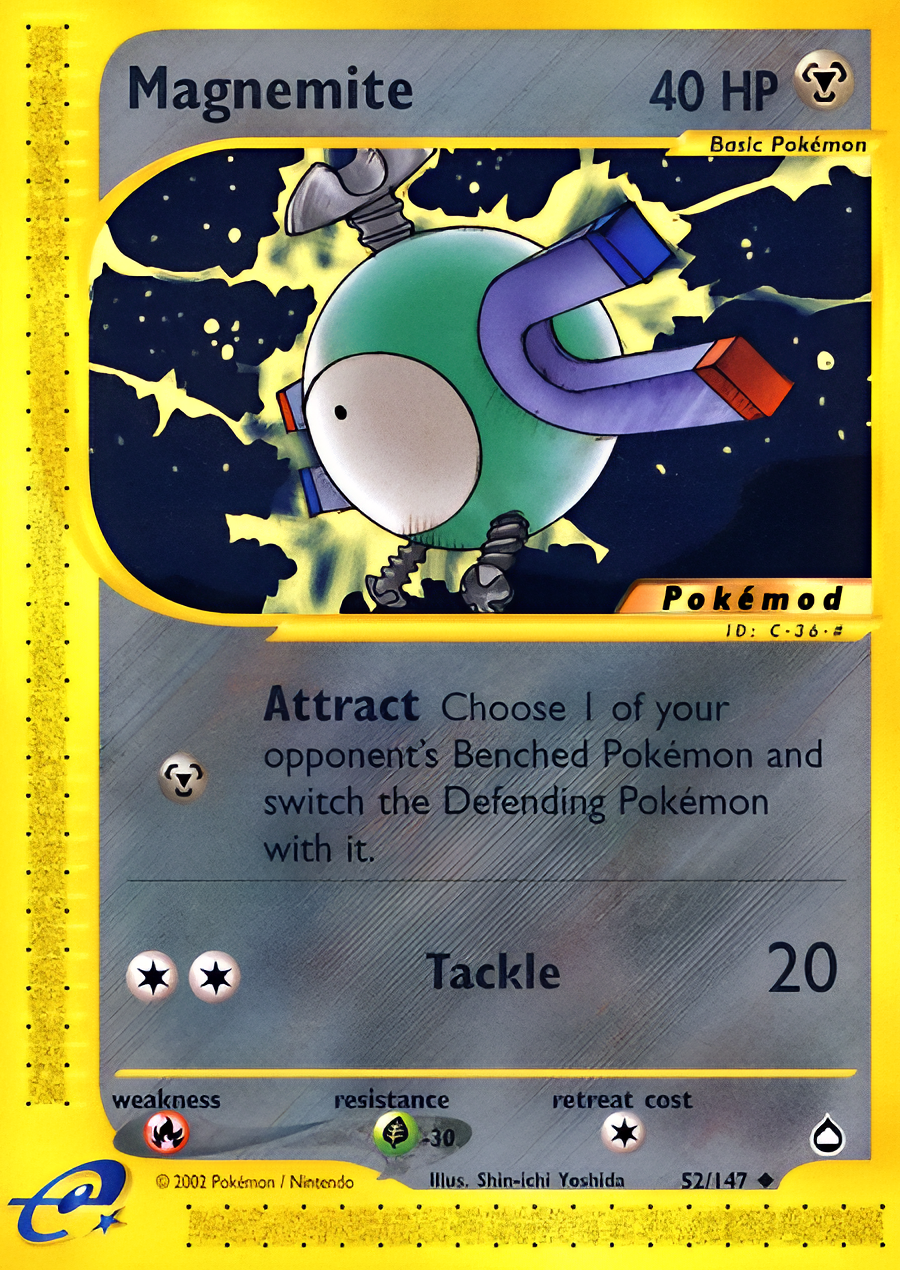 Magnemite 40 HP
Basic Pokémon
Pokémod
ID: C-36-#
Attract Choose 1 of your
opponent's Benched Pokémon and
switch the Defending Pokémon
with it.
Tackle 20
weakness resistance retreat cost
-30
© 2002 Pokémon / Nintendo Illus. Shin-ichi Yoshida 52/147
e